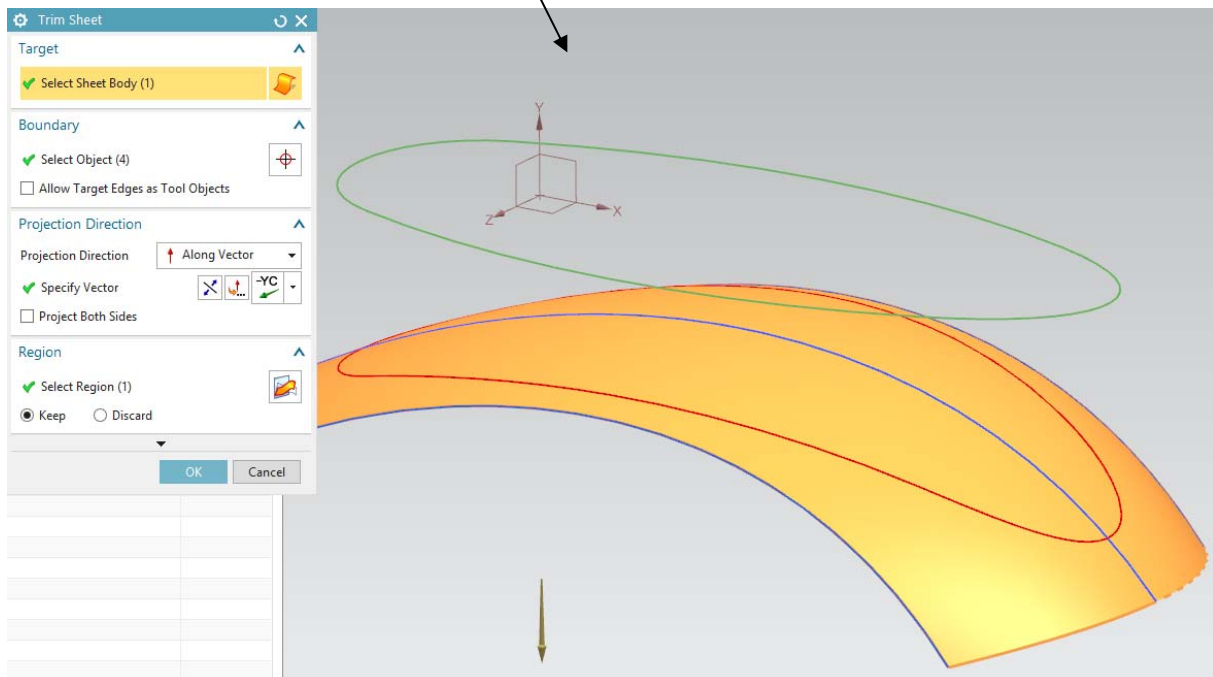 Trim Sheet
Target
Select Sheet Body (1)
Boundary
Select Object (4)
Allow Target Edges as Tool Objects
Projection Direction
Projection Direction Along Vector
Specify Vector -YC
Project Both Sides
Region
Select Region (1)
Keep Discard
OK Cancel
Y
Z X